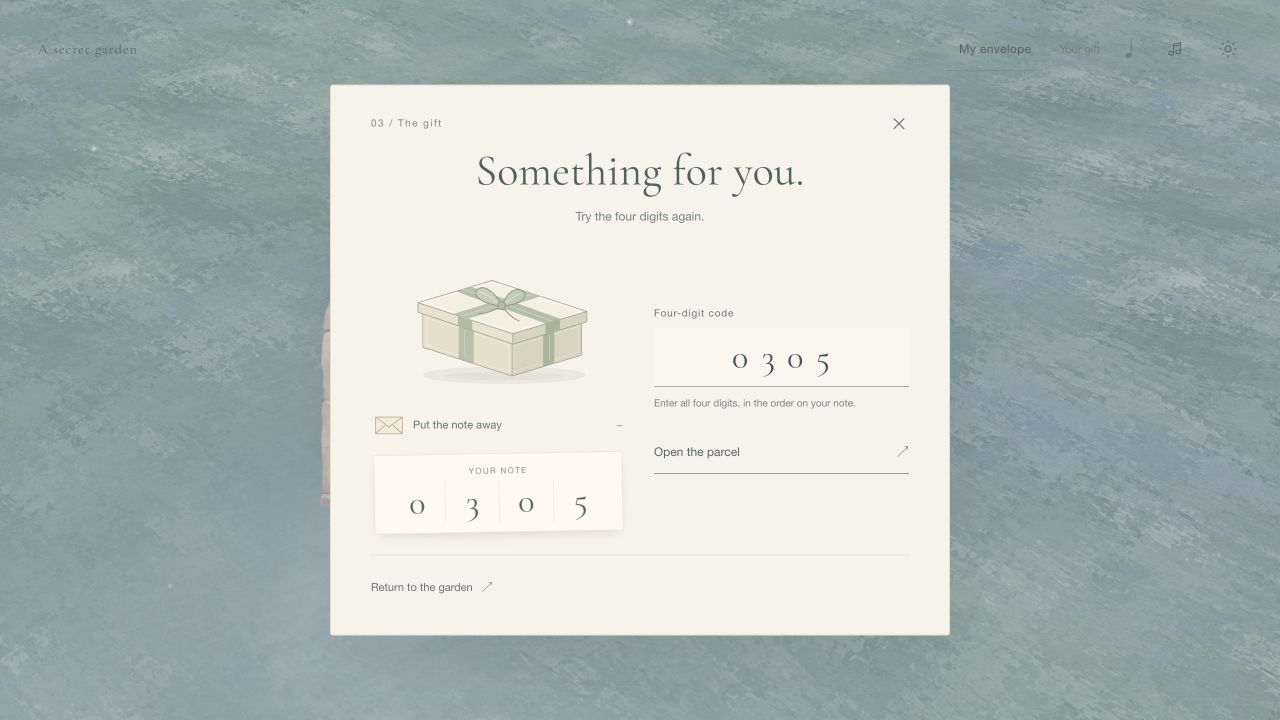 A secret garden
My envelope
Your gift
03 / The gift
Something for you.
Try the four digits again.
Four-digit code
0305
Enter all four digits, in the order on your note.
Put the note away
–
Open the parcel
YOUR NOTE
0 3 0 5
Return to the garden